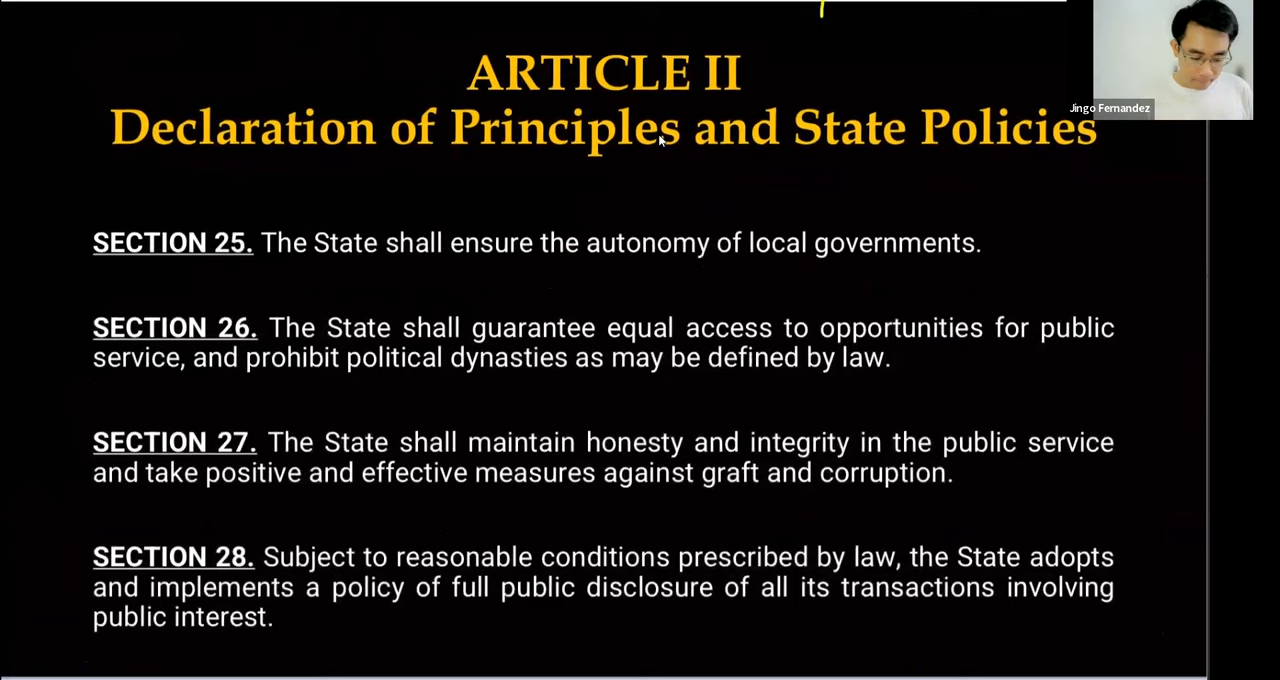 ARTICLE II
Declaration of Principles and State Policies
Jingo Fernandez
SECTION 25. The State shall ensure the autonomy of local governments.
SECTION 26. The State shall guarantee equal access to opportunities for public
service, and prohibit political dynasties as may be defined by law.
SECTION 27. The State shall maintain honesty and integrity in the public service
and take positive and effective measures against graft and corruption.
SECTION 28. Subject to reasonable conditions prescribed by law, the State adopts
and implements a policy of full public disclosure of all its transactions involving
public interest.